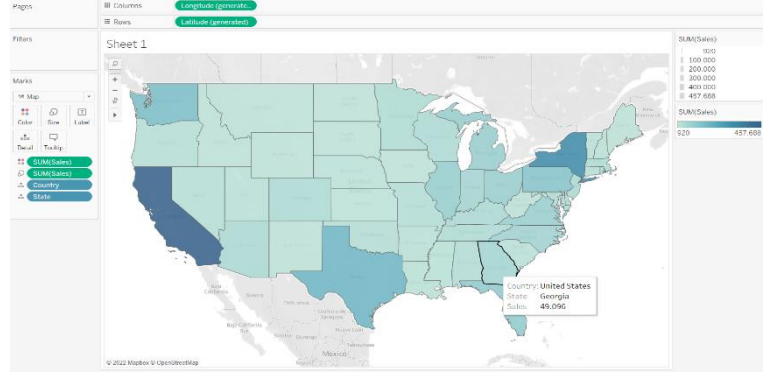 Pages
Columns
Longitude (generate..
Rows
Latitude (generated)
Filters
Sheet 1
Marks
Map
Color
Size
Label
Detail
Tooltip
SUM(Sales)
SUM(Sales)
Country
State
Country: United States
State: Georgia
Sales: 49.096
Mexico
© 2022 Mapbox © OpenStreetMap
SUM(Sales)
920
100.000
200.000
300.000
400.000
457.688
SUM(Sales)
920
457.688